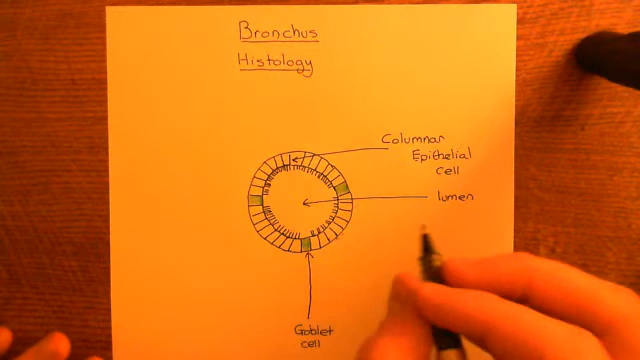 Bronchus
Histology
Columnar
Epithelial
cell
lumen
Goblet
cell